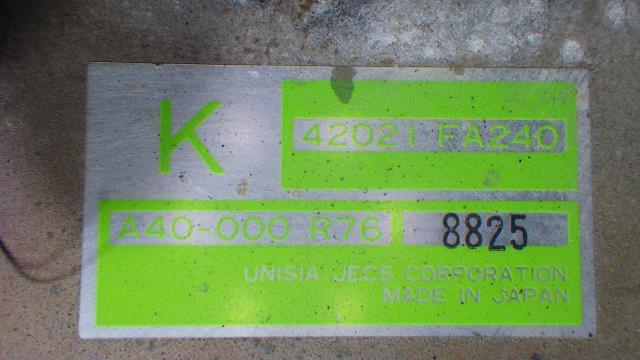 K
42021 FA240
A40-000 R76 8825
UNISIA JECS CORPORATION
MADE IN JAPAN